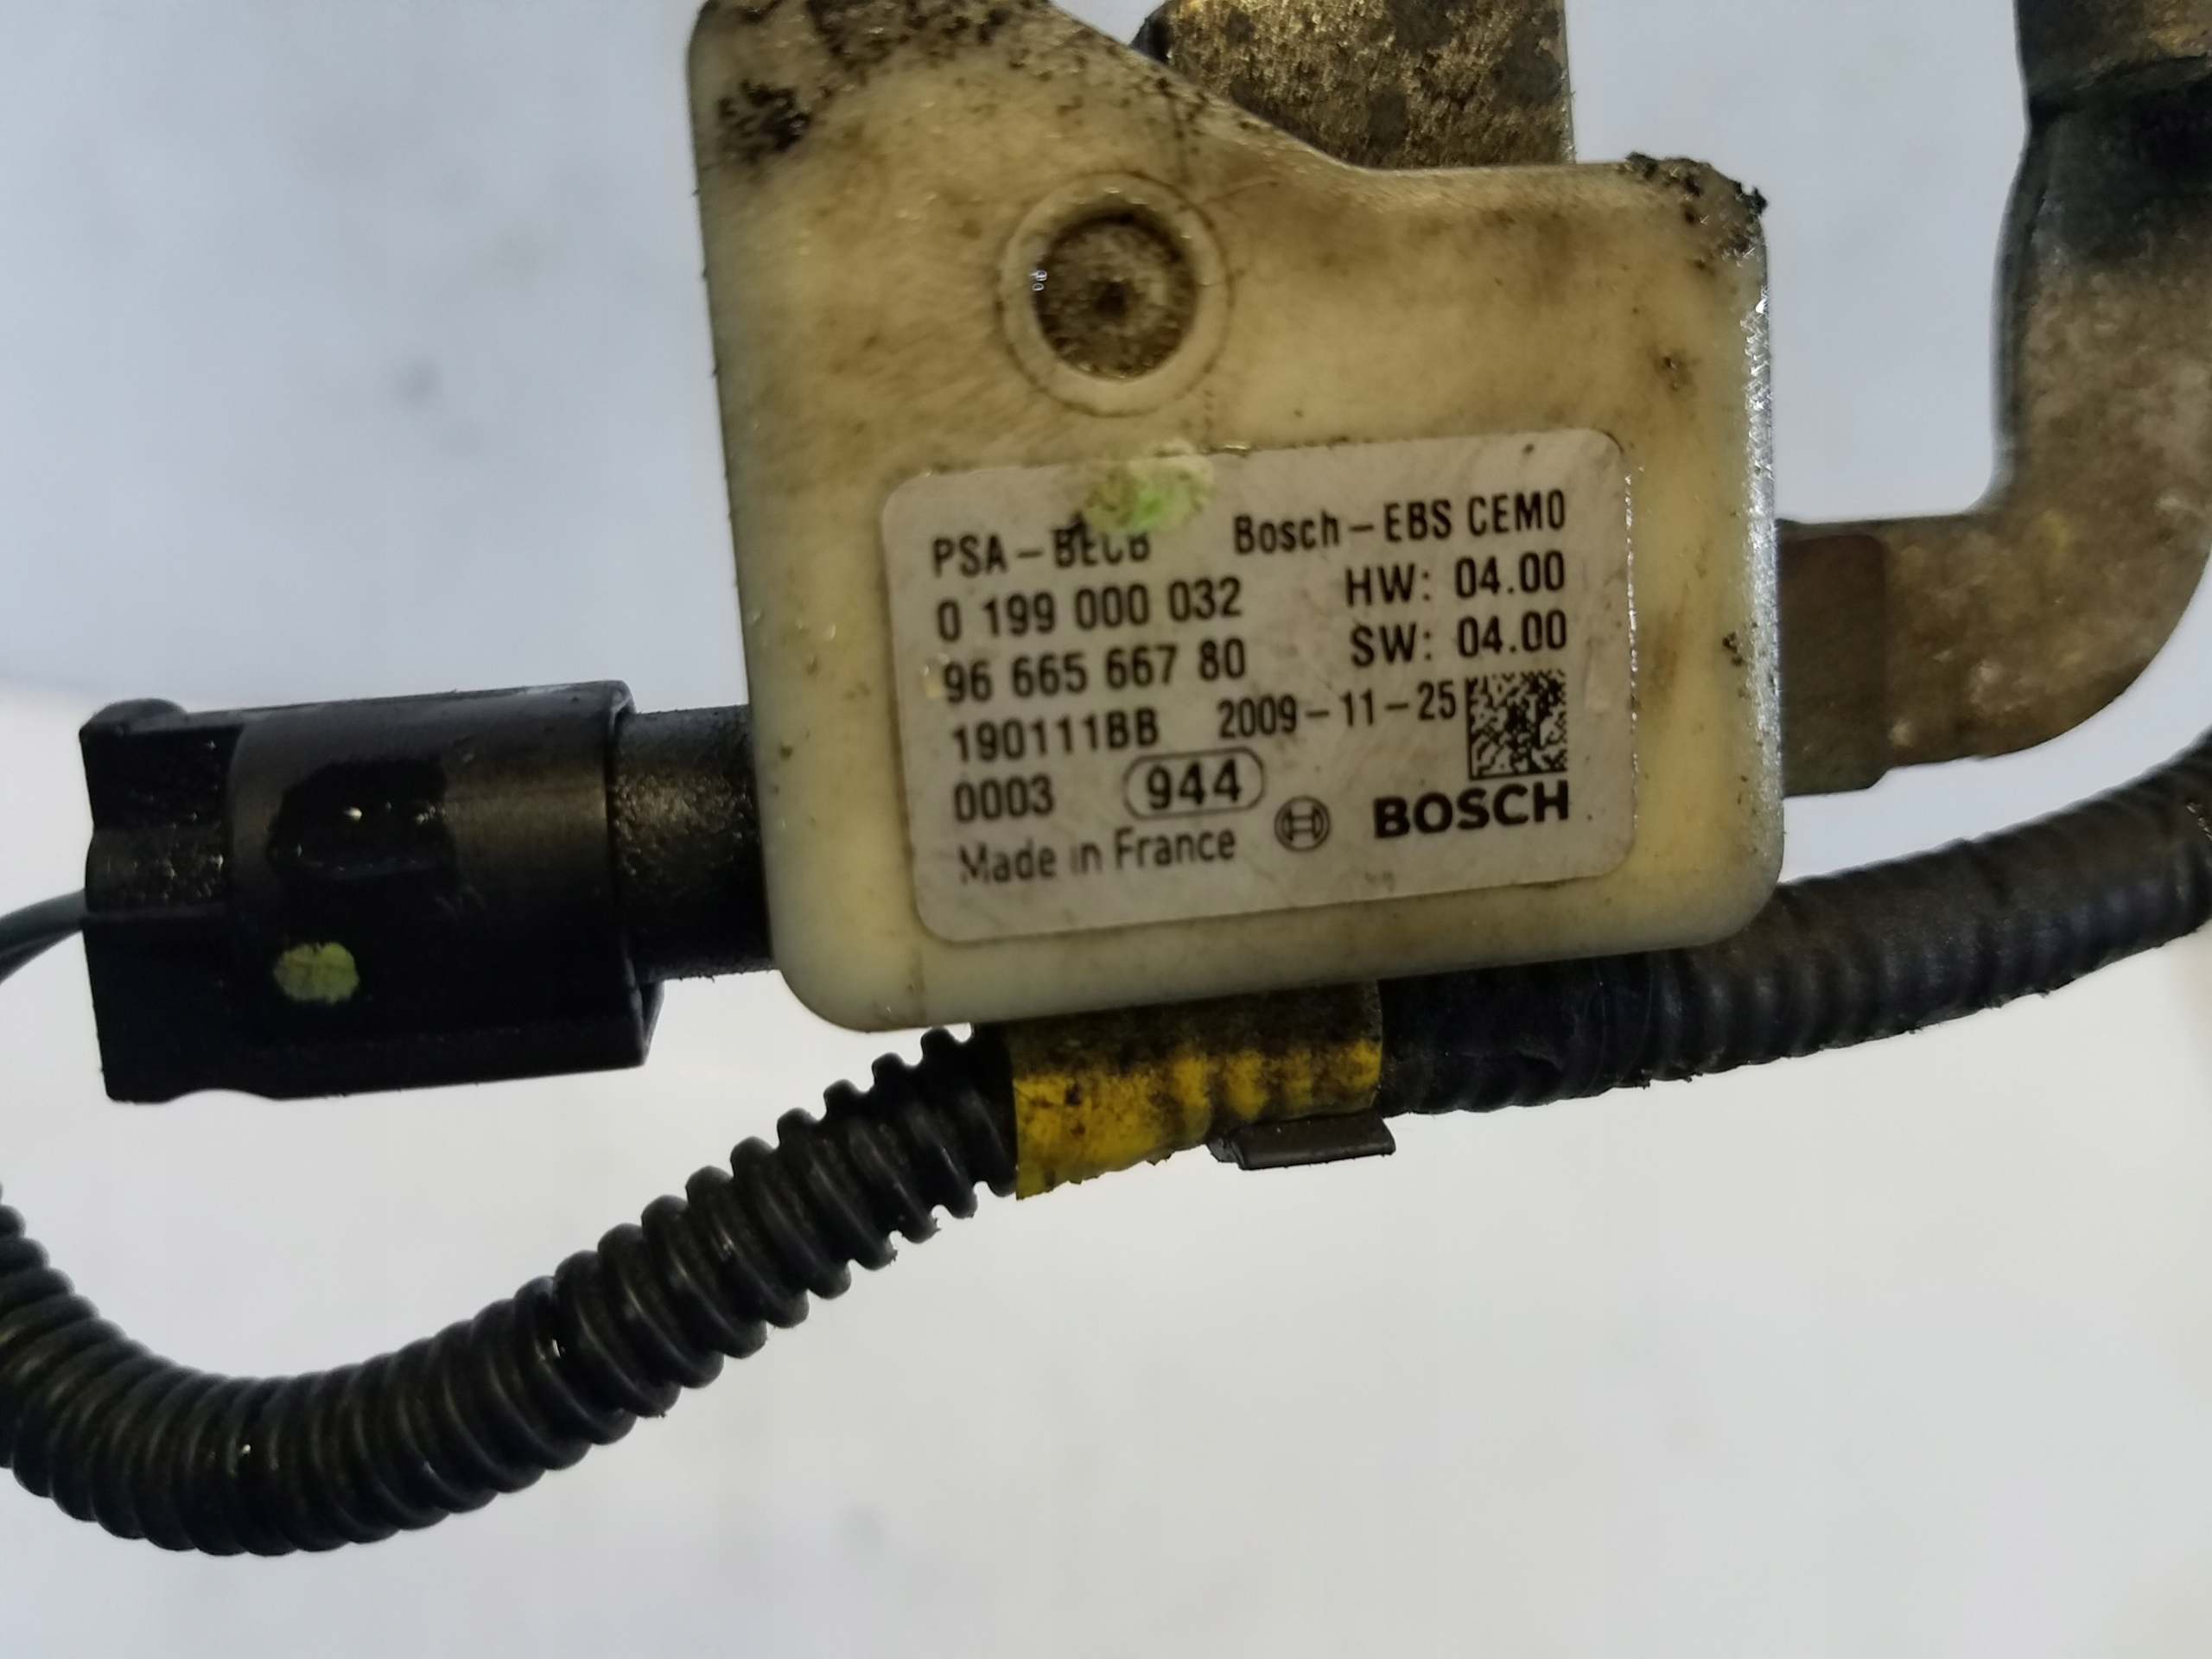 PSA-BECB Bosch-EBS CEM0
0 199 000 032 HW: 04.00
96 665 667 80 SW: 04.00
190111BB 2009-11-25
0003 944
Made in France BOSCH